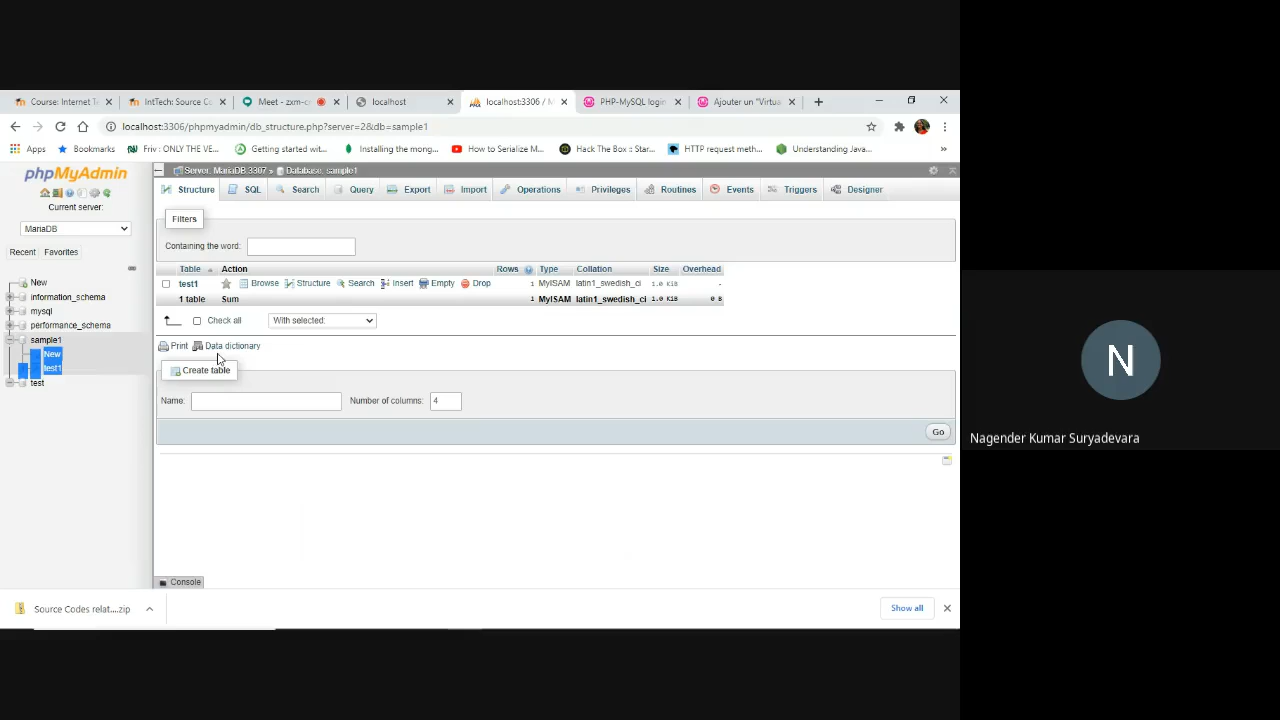 Course: Internet T
IntTech: Source C
Meet - zxm-c
localhost
localhost:3306 / M
PHP-MySQL login
Ajouter un "Virtua
localhost:3306/phpmyadmin/db_structure.php?server=2&db=sample1
Apps
Bookmarks
Friv : ONLY THE VE...
Getting started wit...
Installing the mong...
How to Serialize M...
Hack The Box :: Star...
HTTP request meth...
Understanding Java...
»
phpMyAdmin
Current server:
MariaDB
Recent Favorites
New
information_schema
mysql
performance_schema
sample1
New
test1
test
Server: MariaDB:3307 » Database: sample1
Structure SQL Search Query Export Import Operations Privileges Routines Events Triggers Designer
Filters
Containing the word:
Table Action Rows Type Collation Size Overhead
test1 Browse Structure Search Insert Empty Drop 1 MyISAM latin1_swedish_ci 1.0 KiB -
1 table Sum 1 MyISAM latin1_swedish_ci 1.0 KiB 0 B
Check all With selected:
Print Data dictionary
Create table
Name: Number of columns: 4
Go
Console
Source Codes relat....zip
Show all
N
Nagender Kumar Suryadevara